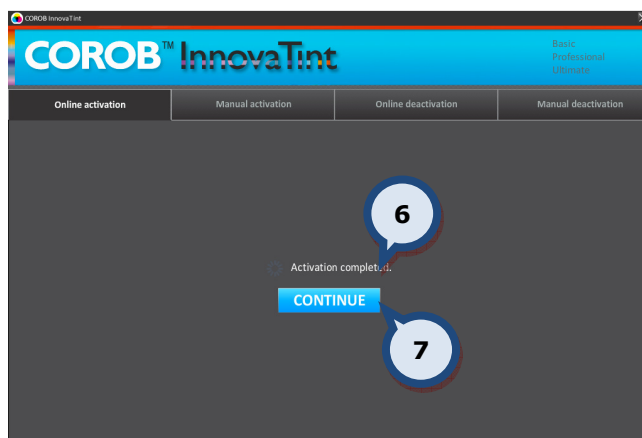 COROB InnovaTint
COROB™ InnovaTint
Basic
Professional
Ultimate
Online activation
Manual activation
Online deactivation
Manual deactivation
6
Activation completed.
CONTINUE
7